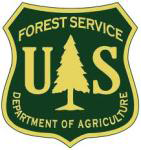 FOREST SERVICE
U S
DEPARTMENT OF AGRICULTURE